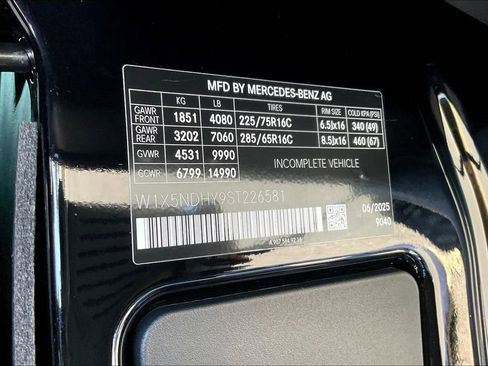 MFD BY MERCEDES-BENZ AG
KG LB TIRES RIMS COLD KPA (PSI)
GAWR FRONT 1851 4080 225/75R16C 6.5Jx16 340 (49)
GAWR REAR 3202 7060 285/65R16C 8.5Jx16 460 (67)
GVWR 4531 9990 INCOMPLETE VEHICLE
GCWR 6799 14990
W1X5NDHY9ST226581
06/2025
9040